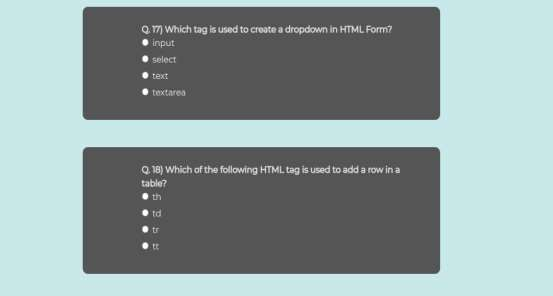 Q. 17) Which tag is used to create a dropdown in HTML Form?
input
select
text
textarea
Q. 18) Which of the following HTML tag is used to add a row in a
table?
th
td
tr
tt